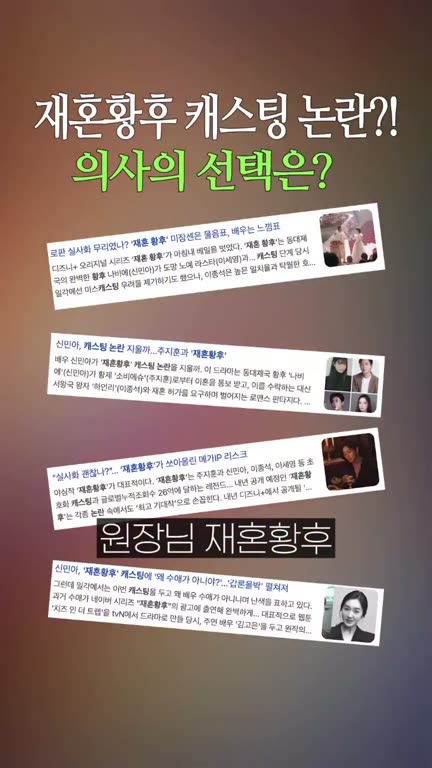 재혼황후 캐스팅 논란?!
의사의 선택은?
로판 실사화 무리였나? '재혼 황후' 미장센은 물음표, 배우는 느낌표
디즈니+ 오리지널 시리즈 '재혼 황후'가 마침내 베일을 벗었다. '재혼 황후'는 동대제
국의 완벽한 황후 나비에(신민아)가 도망 노예 라스타(이세영)과... 캐스팅 단계 당시
일각에선 미스캐스팅 우려를 제기하기도 했으나, 이종석은 높은 일치율과 탁월한 호...
신민아, 캐스팅 논란 지울까...주지훈과 '재혼황후'
배우 신민아가 '재혼황후' 캐스팅 논란을 지울까. 이 드라마는 동대제국 황후 '나비
에'(신민아)가 황제 '소비에슈'(주지훈)로부터 이혼을 통보 받고, 이를 수락하는 대신
서왕국 왕자 '하인리'(이종석)와 재혼 허가를 요구하며 벌어지는 로맨스 판타지다. ...
"실사화 괜찮나?"... '재혼황후'가 쏘아올린 메가IP 리스크
야심작 '재혼황후'가 대표적이다. '재혼황후'는 주지훈과 신민아, 이종석, 이세영 등 초
호화 캐스팅과 글로벌누적조회수 26억에 달하는 레전드... 내년 공개 예정인 '재혼황
후'는 각종 논란 속에서도 '최고 기대작'으로 손꼽힌다. 내년 디즈니+에서 공개될 '...
원장님 재혼황후
신민아, '재혼황후' 캐스팅에 '왜 수애가 아니야?'...'갑론을박' 펼쳐져
그런데 일각에서는 이번 캐스팅을 두고 왜 배우 수애가 아니냐며 난색을 표하고 있다.
과거 수애가 네이버 시리즈 "재혼황후"의 광고에 출연해 완벽하게... 대표적으로 웹툰
'치즈 인 더 트랩'을 tvN에서 드라마로 만들 당시, 주연 배우 '김고은'을 두고 원작의...